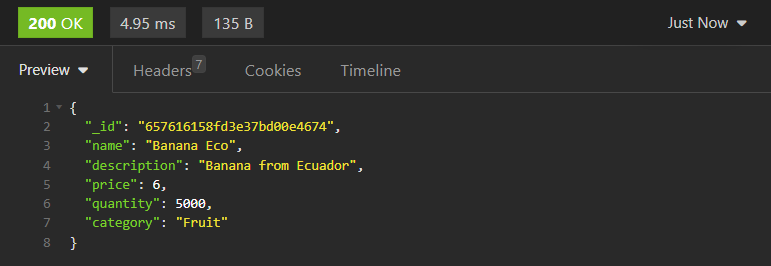 200 OK 4.95 ms 135 B Just Now
Preview Headers 7 Cookies Timeline
1 {
2 "_id": "657616158fd3e37bd00e4674",
3 "name": "Banana Eco",
4 "description": "Banana from Ecuador",
5 "price": 6,
6 "quantity": 5000,
7 "category": "Fruit"
8 }